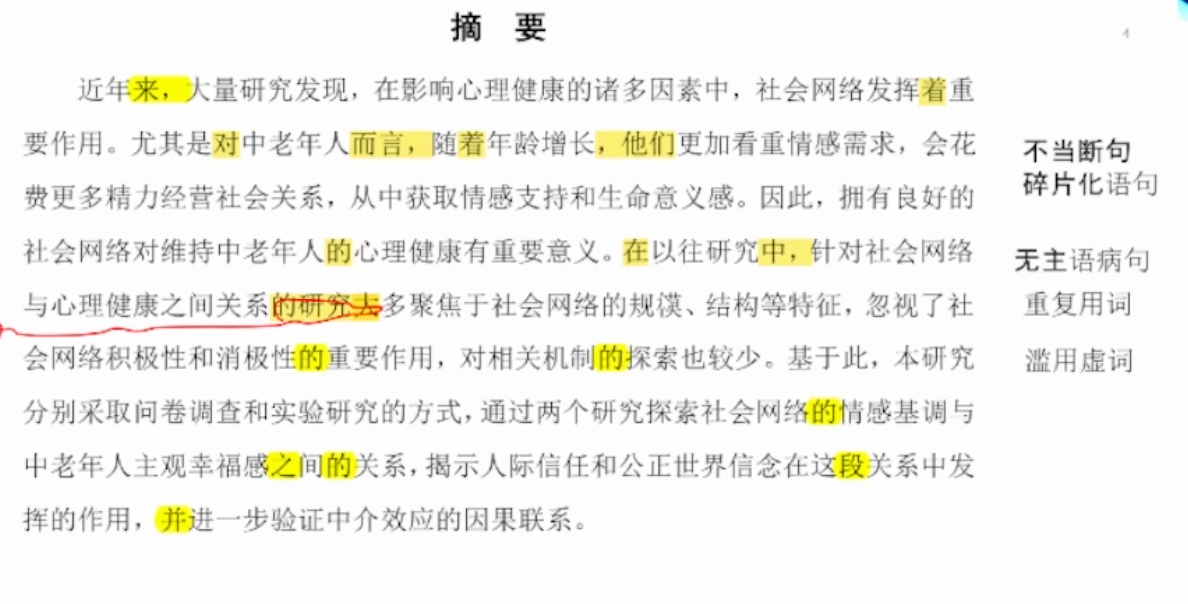 摘 要
4
近年来，大量研究发现，在影响心理健康的诸多因素中，社会网络发挥着重
要作用。尤其是对中老年人而言，随着年龄增长，他们更加看重情感需求，会花
费更多精力经营社会关系，从中获取情感支持和生命意义感。因此，拥有良好的
社会网络对维持中老年人的心理健康有重要意义。在以往研究中，针对社会网络
与心理健康之间关系的研究去多聚焦于社会网络的规模、结构等特征，忽视了社
会网络积极性和消极性的重要作用，对相关机制的探索也较少。基于此，本研究
分别采取问卷调查和实验研究的方式，通过两个研究探索社会网络的情感基调与
中老年人主观幸福感之间的关系，揭示人际信任和公正世界信念在这段关系中发
挥的作用，并进一步验证中介效应的因果联系。
不当断句
碎片化语句
无主语病句
重复用词
滥用虚词